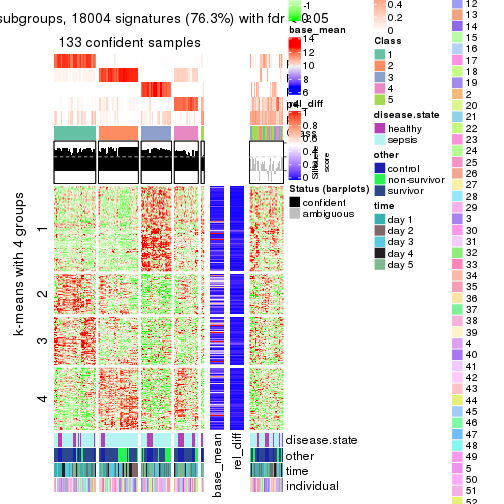 subgroups, 18004 signatures (76.3%) with fdr < 0.05
133 confident samples
k-means with 4 groups
1
2
3
4
base_mean
rel_diff
disease.state
other
time
individual
-1
-2
base_mean
14
12
10
8
6
1
0.8
0.6
0.4
Silhouette
score
Status (barplots)
confident
ambiguous
0.4
0.2
0
Class
1
2
3
4
5
disease.state
healthy
sepsis
other
control
non-survivor
survivor
time
day 1
day 2
day 3
day 4
day 5
12
13
14
15
16
17
18
19
2
20
21
22
23
24
25
26
27
28
29
3
30
31
32
33
34
35
36
37
38
39
4
40
41
42
43
44
45
46
47
48
49
5
50
51
52